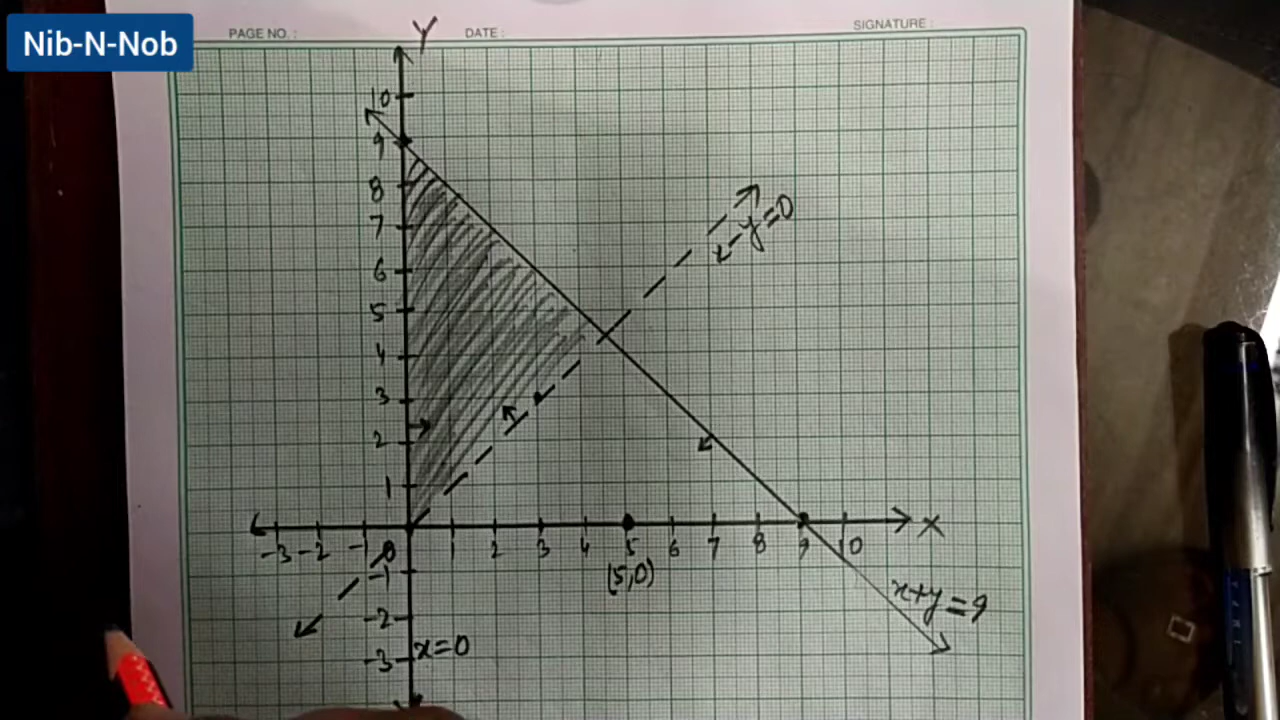 Nib-N-Nob
PAGE NO. :
DATE :
SIGNATURE :
Y
10
9
8
7
6
5
4
3
2
1
x-y=0
-3 -2 -1 0 1 2 3 4 5 6 7 8 9 10 X
(5,0)
-1
-2
-3
x+y=9
x=0